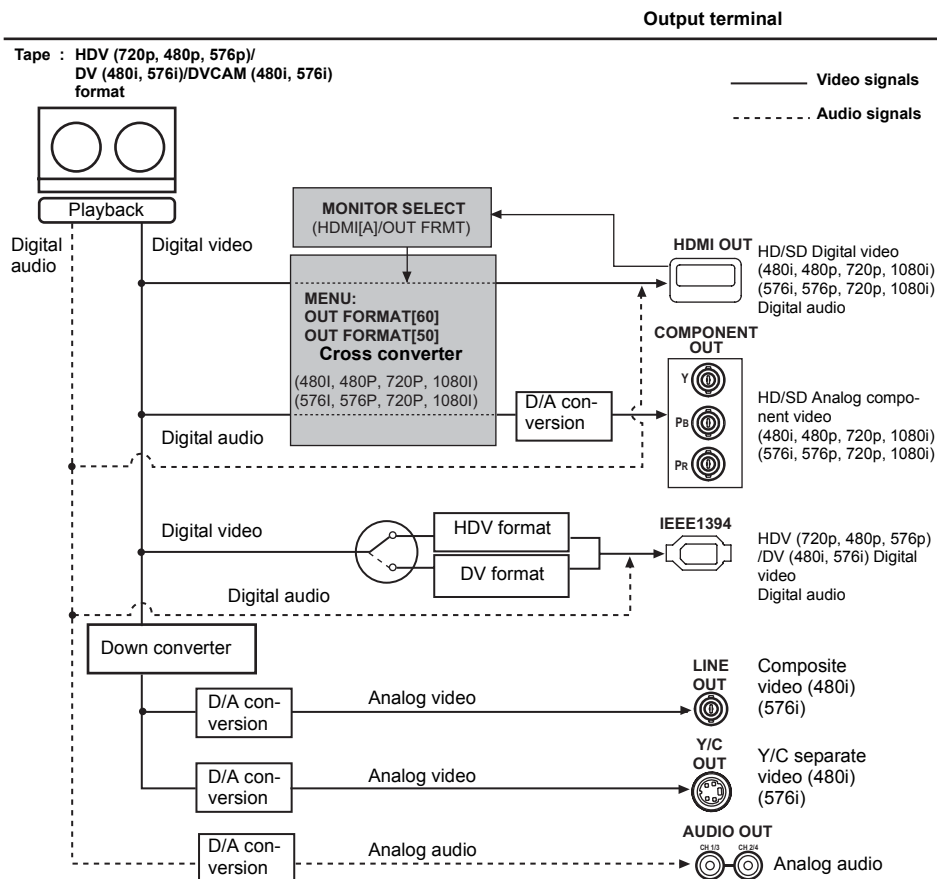 Output terminal
Tape : HDV (720p, 480p, 576p)/
DV (480i, 576i)/DVCAM (480i, 576i)
format
Video signals
Audio signals
Playback
Digital
audio
Digital video
MONITOR SELECT
(HDMI[A]/OUT FRMT)
MENU:
OUT FORMAT[60]
OUT FORMAT[50]
Cross converter
(480I, 480P, 720P, 1080I)
(576I, 576P, 720P, 1080I)
HDMI OUT
HD/SD Digital video
(480i, 480p, 720p, 1080i)
(576i, 576p, 720p, 1080i)
Digital audio
COMPONENT
OUT
Y
PB
PR
D/A con-
version
HD/SD Analog compo-
nent video
(480i, 480p, 720p, 1080i)
(576i, 576p, 720p, 1080i)
Digital audio
Digital video
HDV format
DV format
IEEE1394
HDV (720p, 480p, 576p)
/DV (480i, 576i) Digital
video
Digital audio
Digital audio
Down converter
D/A con-
version
Analog video
LINE
OUT
Composite
video (480i)
(576i)
D/A con-
version
Analog video
Y/C
OUT
Y/C separate
video (480i)
(576i)
D/A con-
version
Analog audio
AUDIO OUT
CH 1/3
CH 2/4
Analog audio